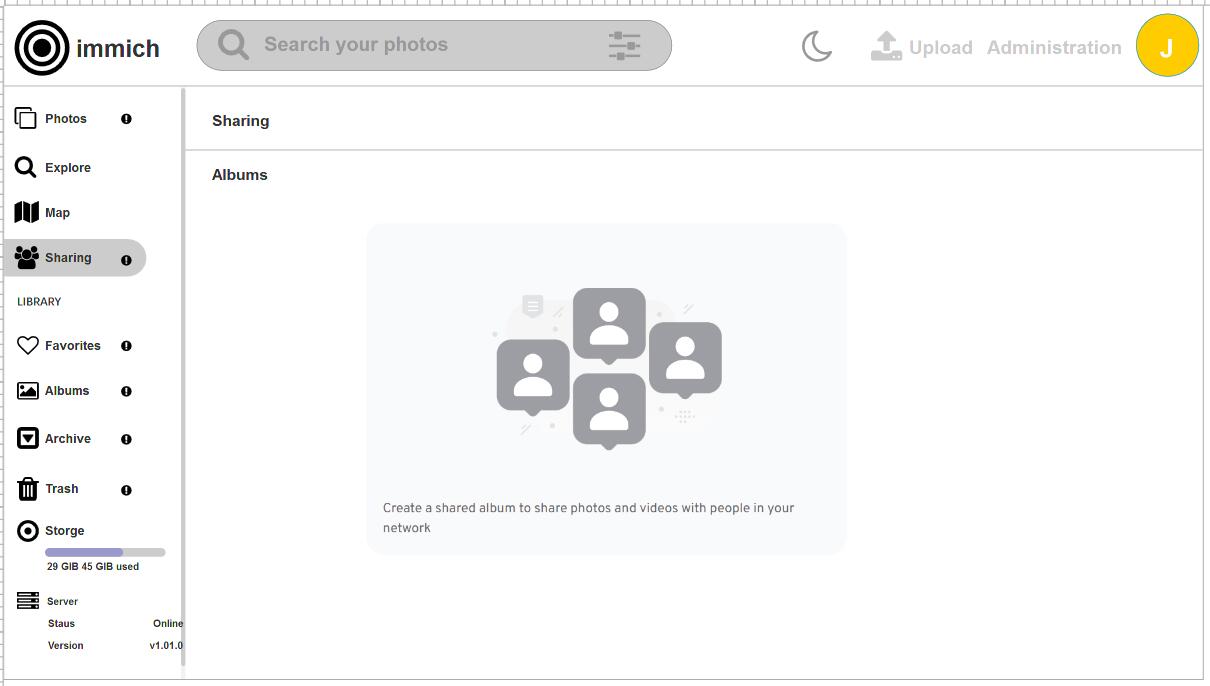 immich
Search your photos
Upload
Administration
J
Photos
Explore
Map
Sharing
LIBRARY
Favorites
Albums
Archive
Trash
Storge
29 GIB 45 GIB used
Server
Staus Online
Version v1.01.0
Sharing
Albums
Create a shared album to share photos and videos with people in your
network